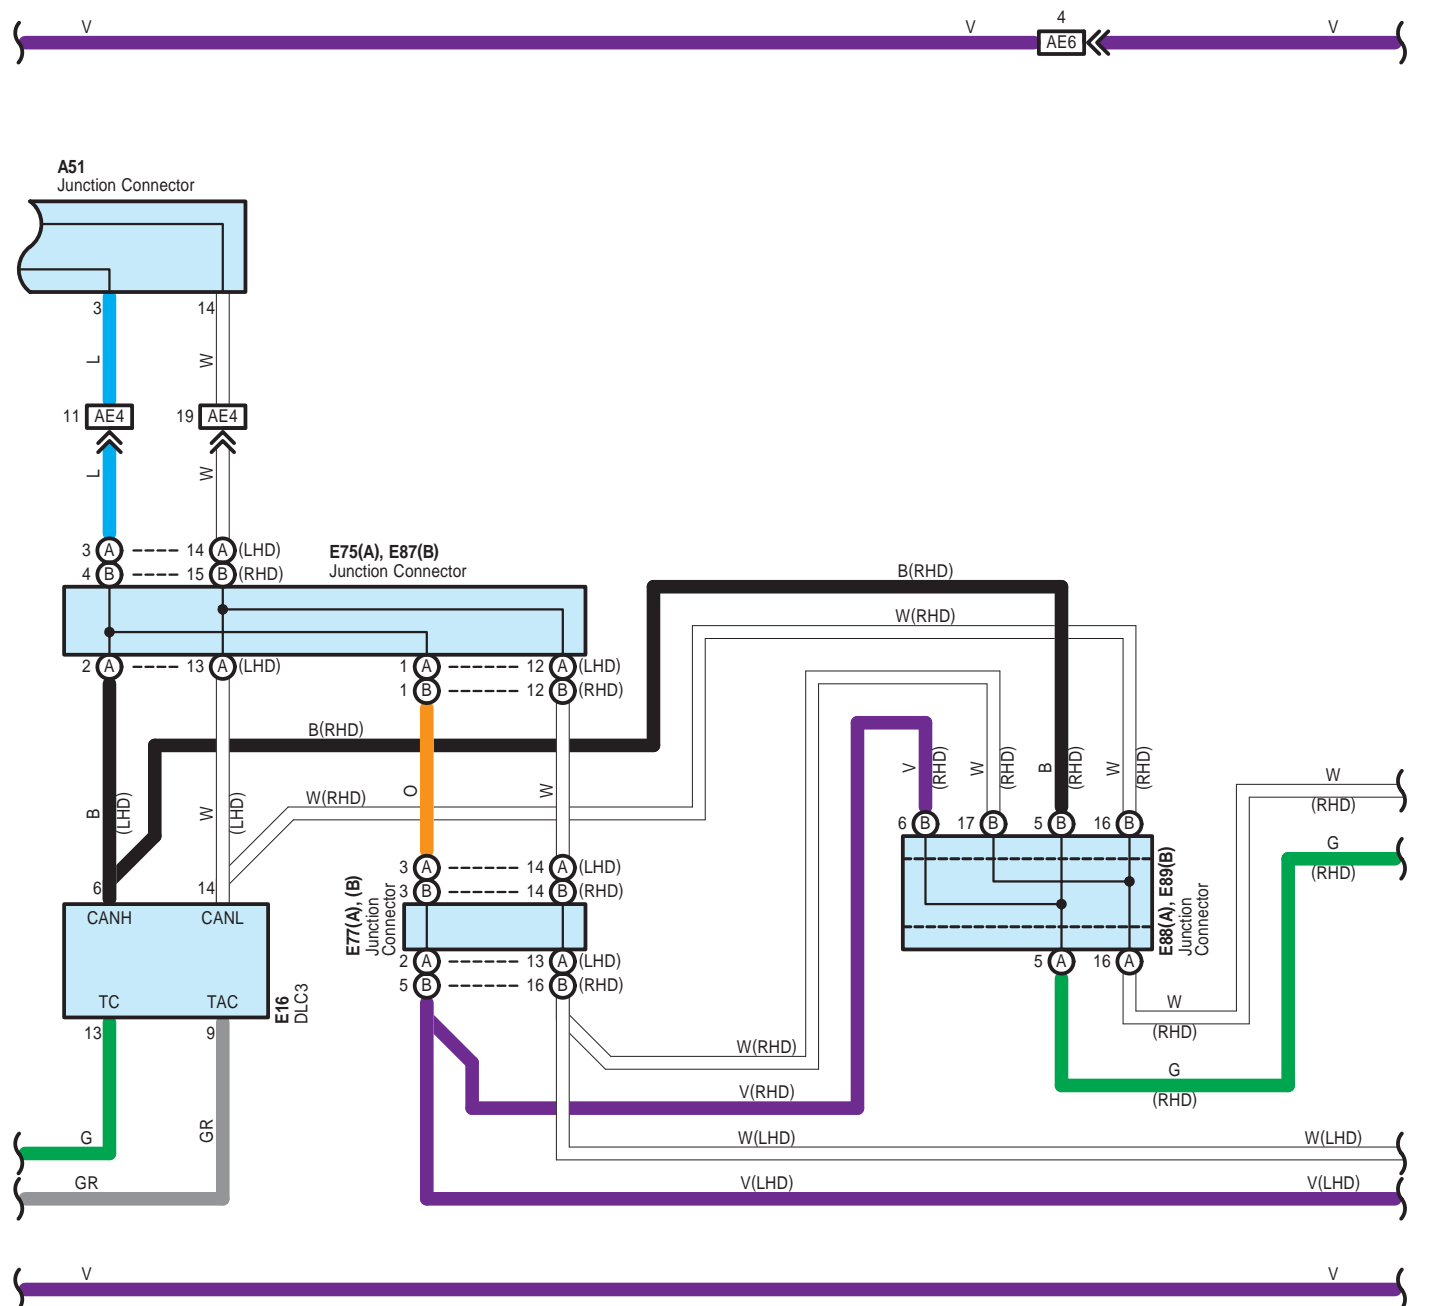 V
V
4
AE6
V
A51
Junction Connector
3
14
L
W
11
AE4
19
AE4
L
W
3
A
14
A
(LHD)
4
B
15
B
(RHD)
E75(A), E87(B)
Junction Connector
2
A
13
A
(LHD)
1
A
12
A
(LHD)
1
B
12
B
(RHD)
B(RHD)
W(RHD)
B(RHD)
W(RHD)
B
(LHD)
W
(LHD)
O
W
V
(RHD)
W
(RHD)
B
(RHD)
W
(RHD)
6
B
17
B
5
B
16
B
W
(RHD)
G
(RHD)
6
14
CANH
CANL
TC
TAC
E16
DLC3
13
9
3
A
14
A
(LHD)
3
B
14
B
(RHD)
E77(A), (B)
Junction
Connector
2
A
13
A
(LHD)
5
B
16
B
(RHD)
E88(A), E89(B)
Junction
Connector
5
A
16
A
W
(RHD)
G
(RHD)
W(RHD)
V(RHD)
G
GR
GR
W(LHD)
W(LHD)
V(LHD)
V(LHD)
V
V